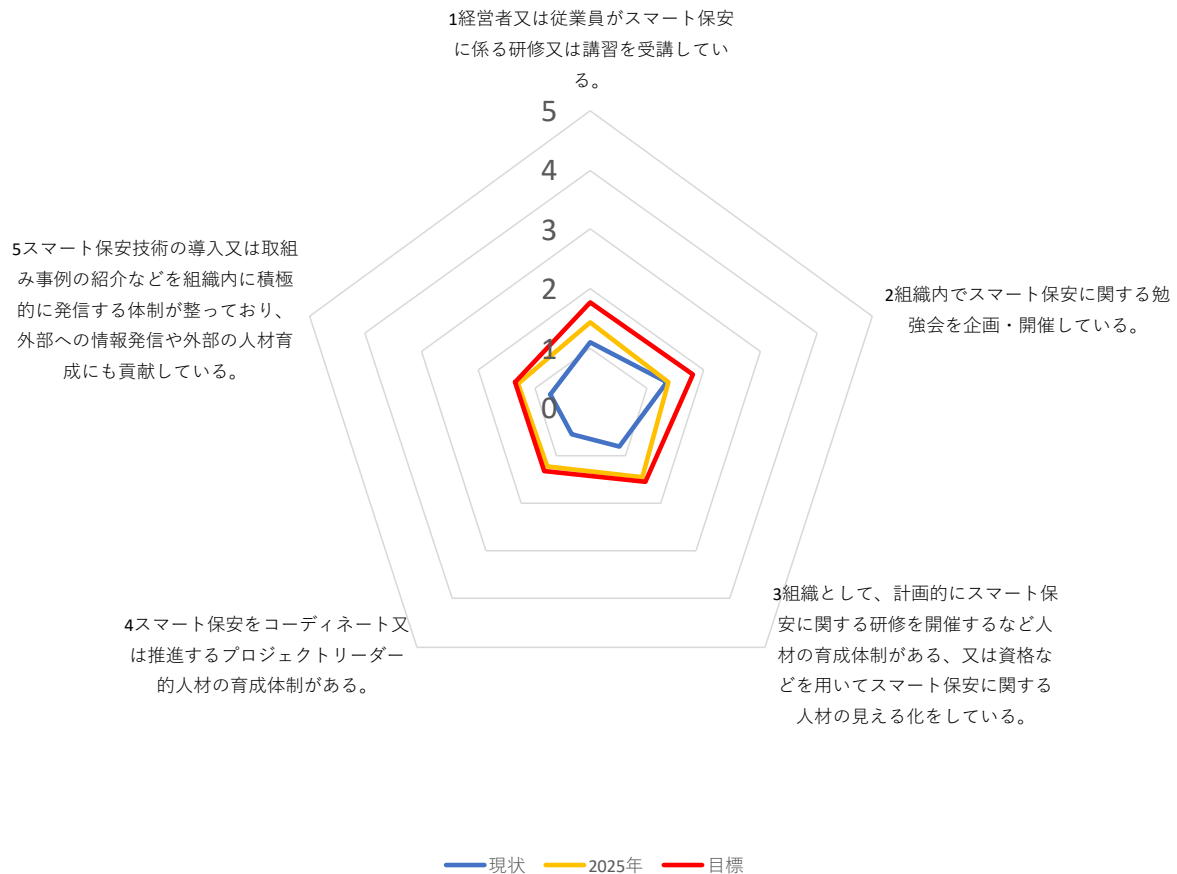 1経営者又は従業員がスマート保安
に係る研修又は講習を受講してい
る。
5
4
3
2
1
0
2組織内でスマート保安に関する勉
強会を企画・開催している。
3組織として、計画的にスマート保
安に関する研修を開催するなど人
材の育成体制がある、又は資格な
どを用いてスマート保安に関する
人材の見える化をしている。
4スマート保安をコーディネート又
は推進するプロジェクトリーダー
的人材の育成体制がある。
5スマート保安技術の導入又は取組
み事例の紹介などを組織内に積極
的に発信する体制が整っており、
外部への情報発信や外部の人材育
成にも貢献している。
現状 2025年 目標